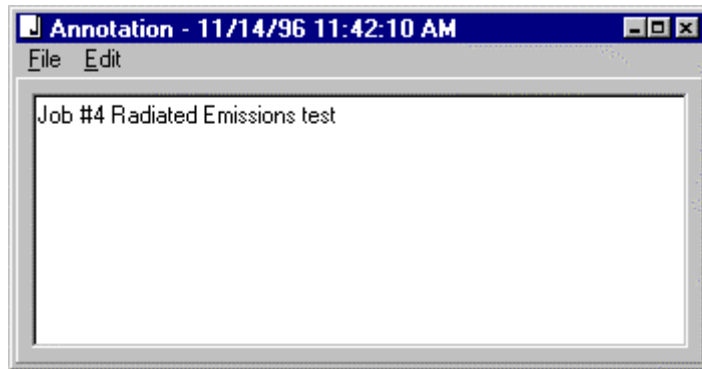 Annotation - 11/14/96 11:42:10 AM
File Edit
Job #4 Radiated Emissions test